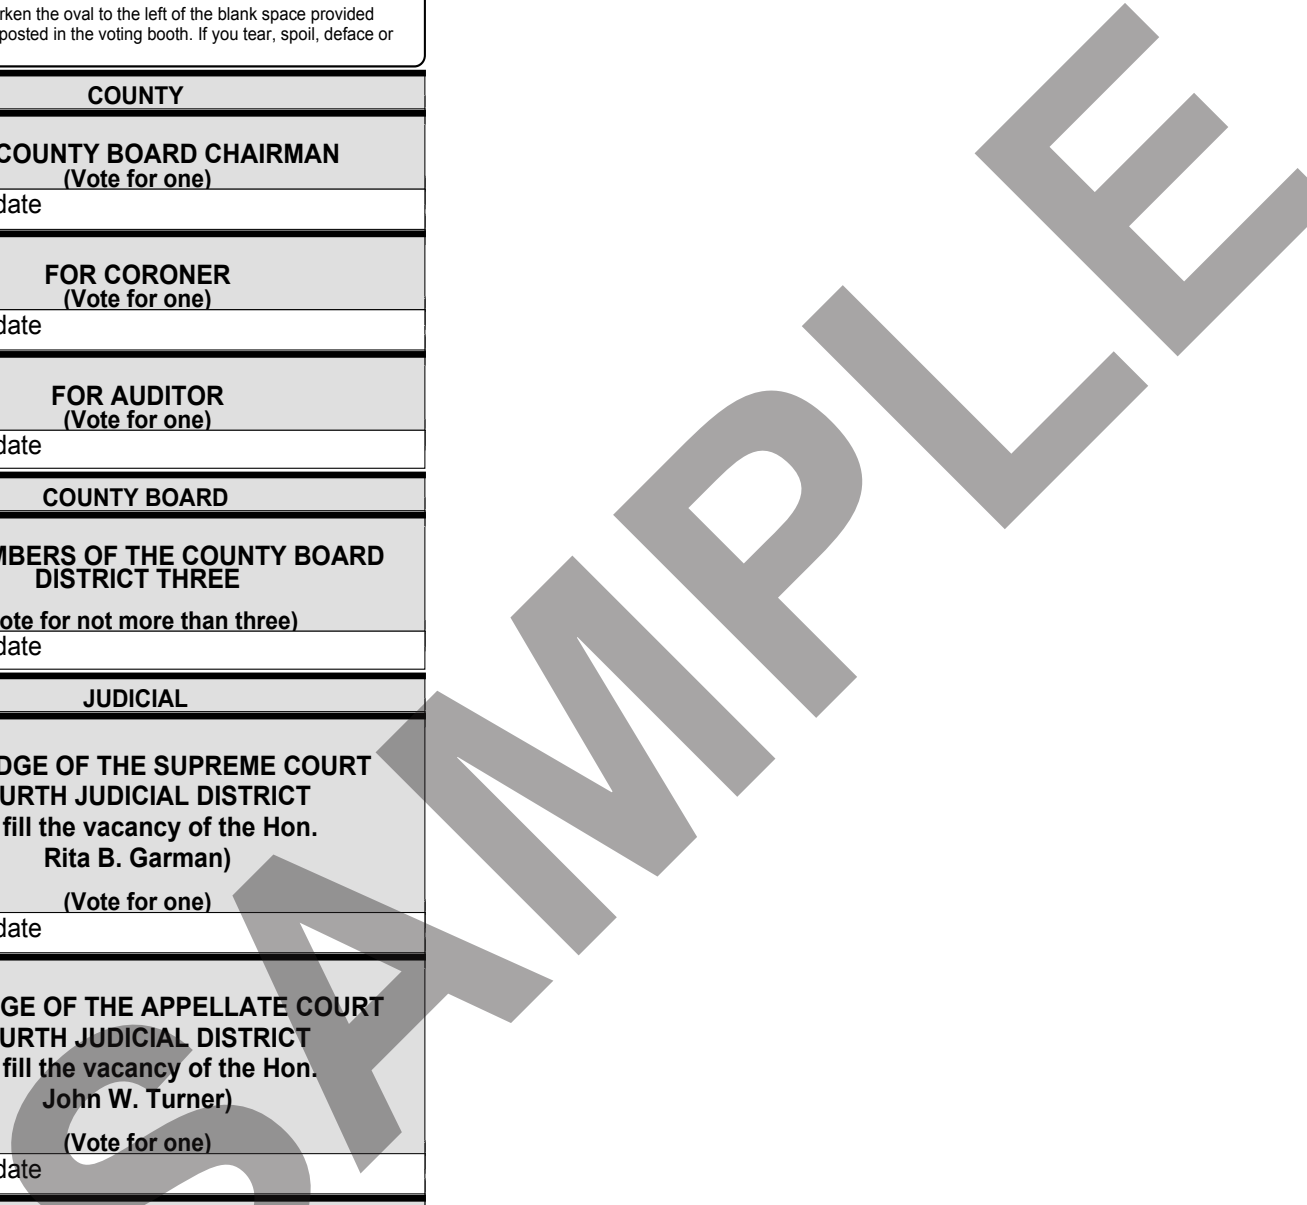 rken the oval to the left of the blank space provided
posted in the voting booth. If you tear, spoil, deface or
COUNTY
COUNTY BOARD CHAIRMAN
(Vote for one)
date
FOR CORONER
(Vote for one)
date
FOR AUDITOR
(Vote for one)
date
COUNTY BOARD
MBERS OF THE COUNTY BOARD
DISTRICT THREE
ote for not more than three)
date
JUDICIAL
DGE OF THE SUPREME COURT
URTH JUDICIAL DISTRICT
fill the vacancy of the Hon.
Rita B. Garman)
(Vote for one)
date
GE OF THE APPELLATE COURT
URTH JUDICIAL DISTRICT
fill the vacancy of the Hon.
John W. Turner)
(Vote for one)
date
SAMPLE